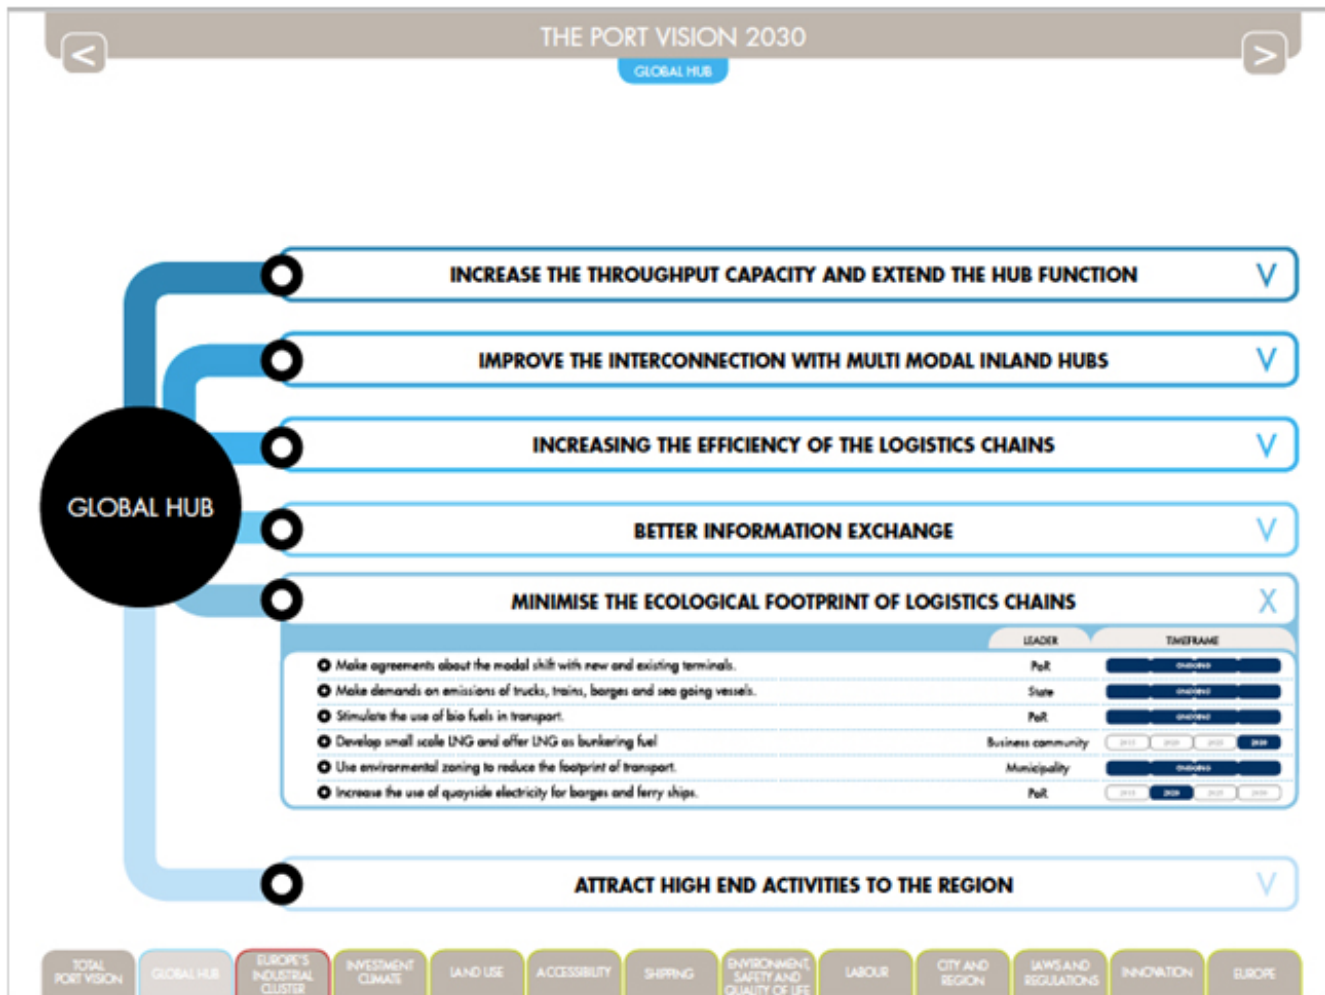 THE PORT VISION 2030
<
>
GLOBAL HUB
INCREASE THE THROUGHPUT CAPACITY AND EXTEND THE HUB FUNCTION V
IMPROVE THE INTERCONNECTION WITH MULTI MODAL INLAND HUBS V
INCREASING THE EFFICIENCY OF THE LOGISTICS CHAINS V
GLOBAL HUB
BETTER INFORMATION EXCHANGE V
MINIMISE THE ECOLOGICAL FOOTPRINT OF LOGISTICS CHAINS X
LEADER TIMEFRAME
Make agreements about the modal shift with new and existing terminals. PoR ONGOING
Make demands on emissions of trucks, trains, barges and sea going vessels. State ONGOING
Stimulate the use of bio fuels in transport. PoR ONGOING
Develop small scale LNG and offer LNG as bunkering fuel Business community 2015 2020 2025 2030
Use environmental zoning to reduce the footprint of transport. Municipality ONGOING
Increase the use of quayside electricity for barges and ferry ships. PoR 2015 2020 2025 2030
ATTRACT HIGH END ACTIVITIES TO THE REGION V
TOTAL
PORT VISION
GLOBAL HUB
EUROPE'S
INDUSTRIAL
CLUSTER
INVESTMENT
CLIMATE
LAND USE
ACCESSIBILITY
SHIPPING
ENVIRONMENT,
SAFETY AND
QUALITY OF LIFE
LABOUR
CITY AND
REGION
LAWS AND
REGULATIONS
INNOVATION
EUROPE